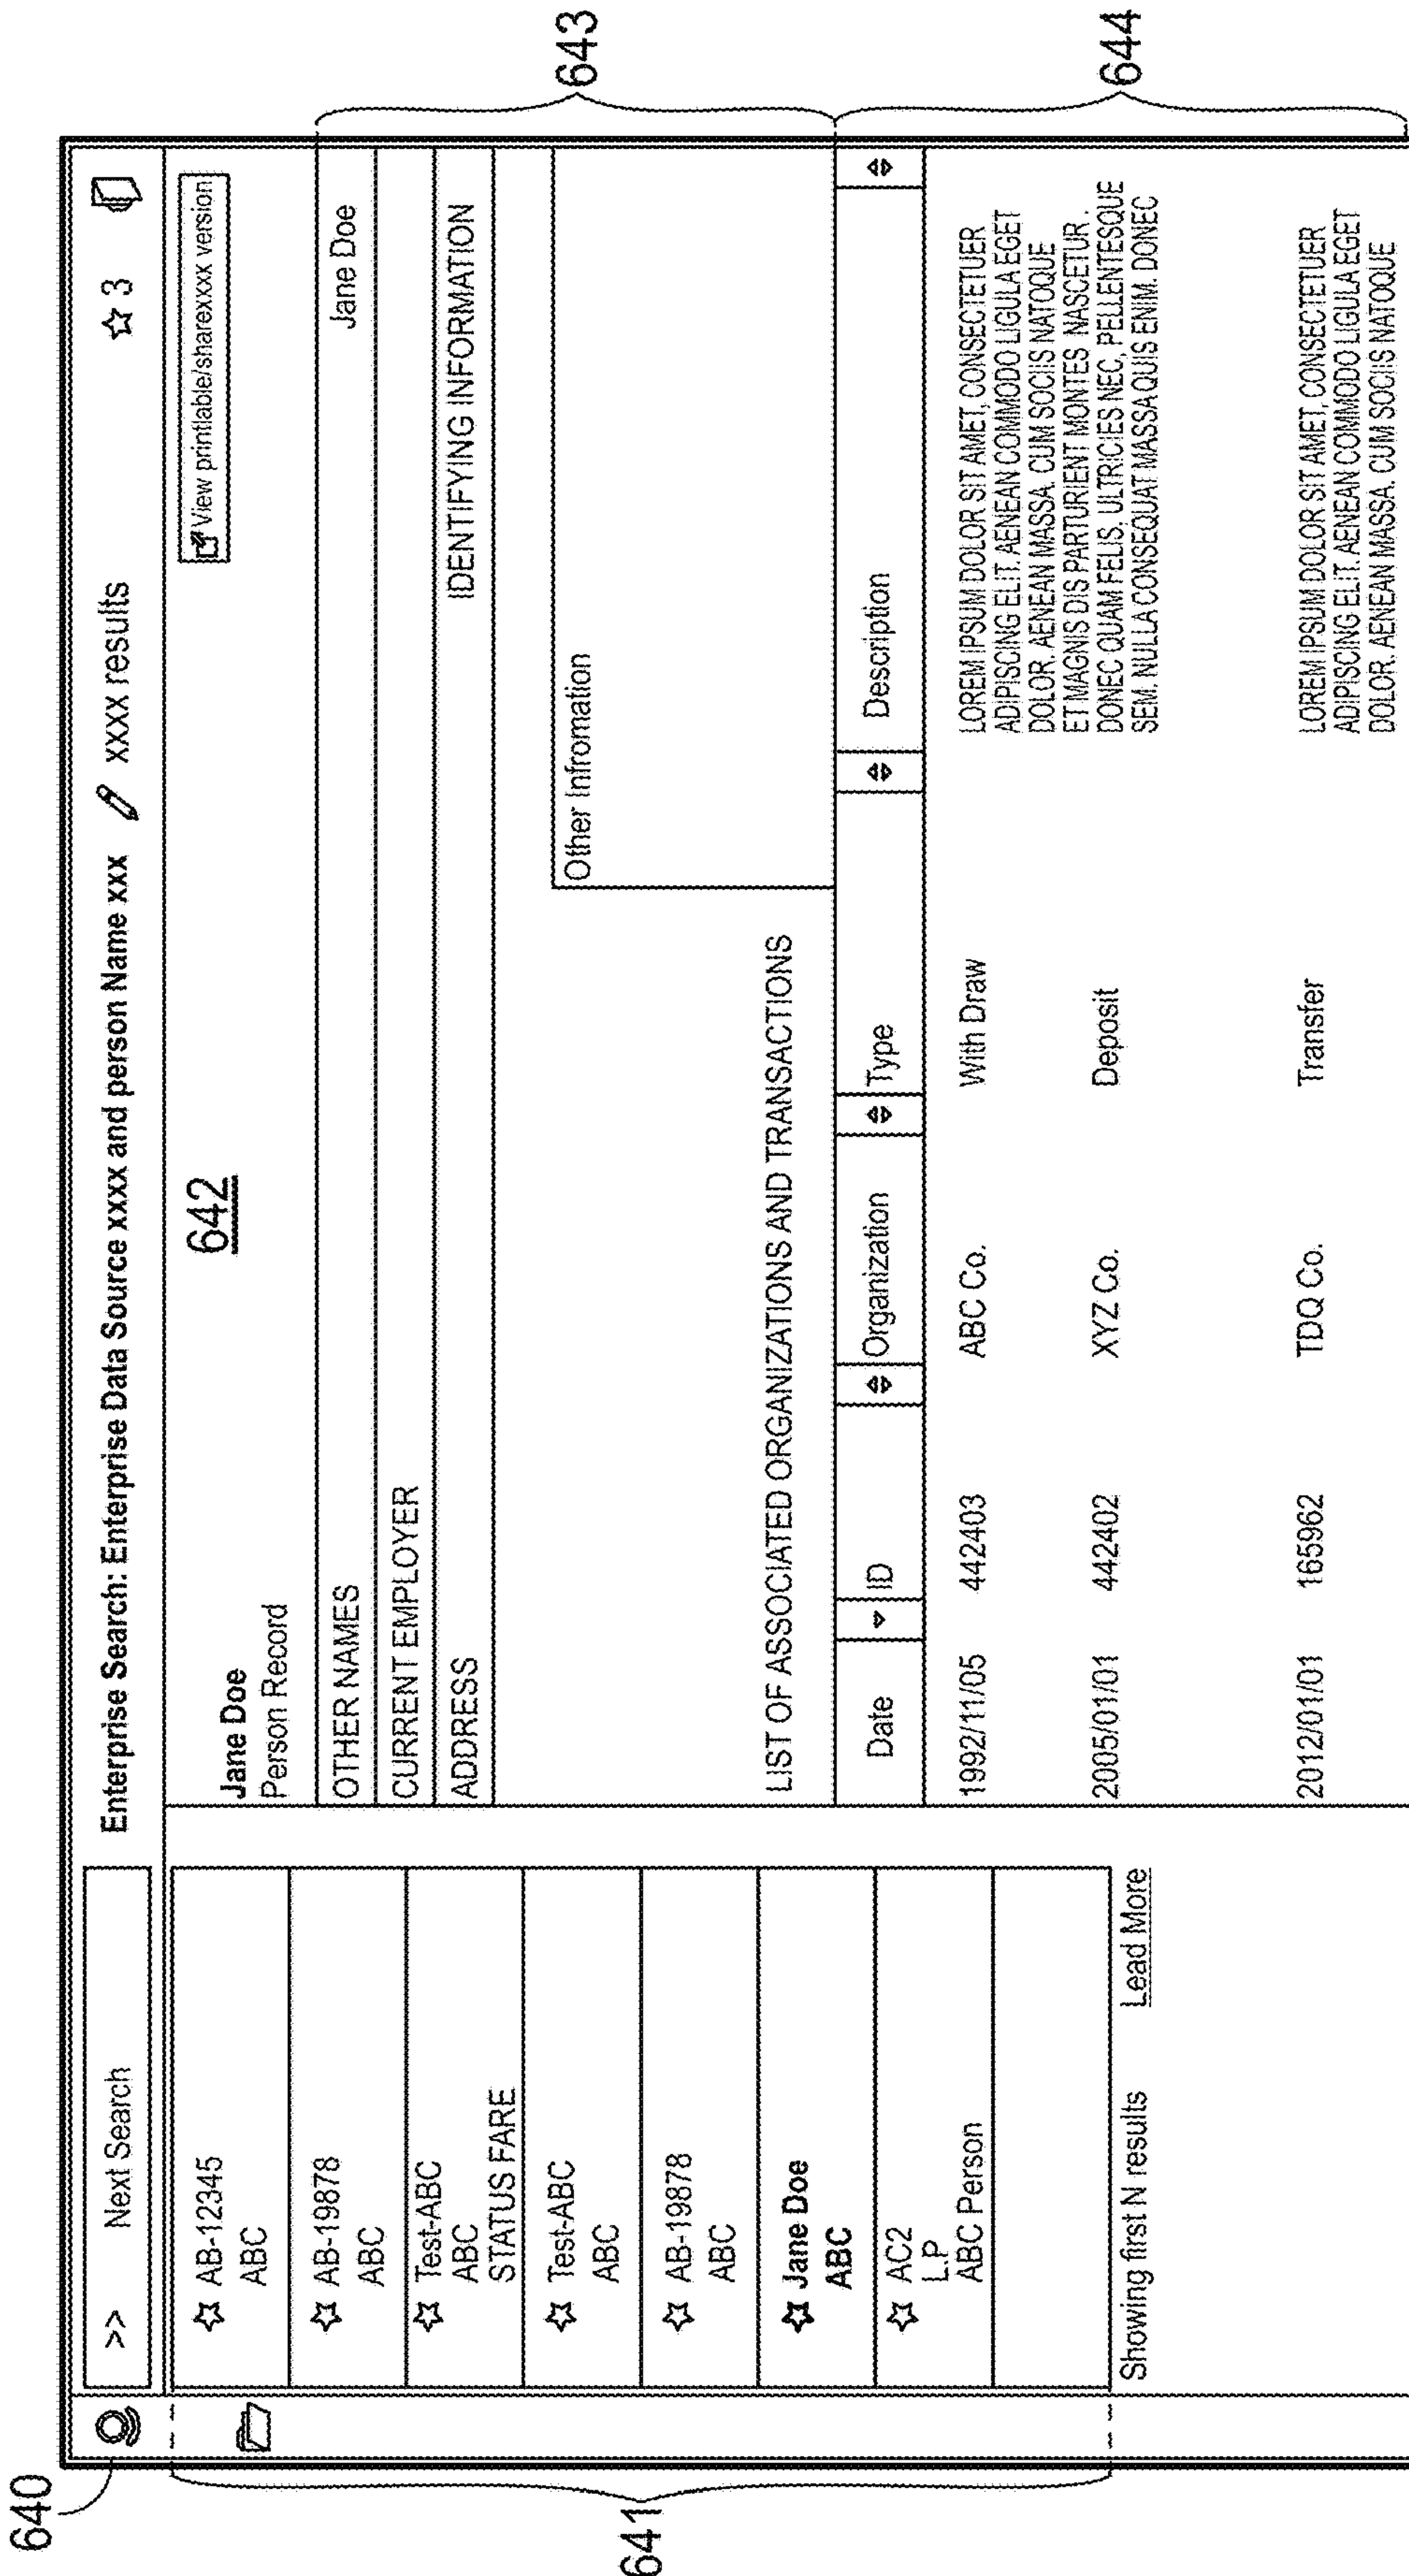 640
>> Next Search
Enterprise Search: Enterprise Data Source xxxx and person Name xxx xxxx results
3
641
AB-12345
ABC
AB-19878
ABC
Test-ABC
ABC
STATUS FARE
Test-ABC
ABC
AB-19878
ABC
Jane Doe
ABC
AC2
L.P
ABC Person
Showing first N results Lead More
642
View printlable/sharexxxx version
Jane Doe
Person Record
643
OTHER NAMES Jane Doe
CURRENT EMPLOYER
ADDRESS IDENTIFYING INFORMATION
Other Infromation
LIST OF ASSOCIATED ORGANIZATIONS AND TRANSACTIONS
644
Date ID Organization Type Description
1992/11/05 442403 ABC Co. With Draw LOREM IPSUM DOLOR SIT AMET, CONSECTETUER
ADIPISCING ELIT. AENEAN COMMODO LIGULA EGET
DOLOR. AENEAN MASSA. CUM SOCIIS NATOQUE
ET MAGNIS DIS PARTURIENT MONTES NASCETUR .
2005/01/01 442402 XYZ Co. Deposit DONEC QUAM FELIS, ULTRICIES NEC, PELLENTESQUE
SEM. NULLA CONSEQUAT MASSA QUIS ENIM. DONEC
2012/01/01 165962 TDQ Co. Transfer LOREM IPSUM DOLOR SIT AMET, CONSECTETUER
ADIPISCING ELIT. AENEAN COMMODO LIGULA EGET
DOLOR. AENEAN MASSA. CUM SOCIIS NATOQUE